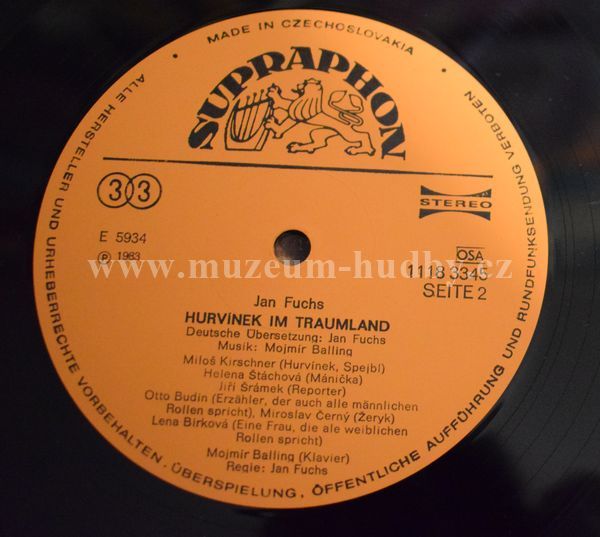 MADE IN CZECHOSLOVAKIA
SUPRAPHON
33
STEREO
E 5934
Ⓟ 1983
OSA
1118 3345
SEITE 2
www.muzeum-hudby.cz
Jan Fuchs
HURVÍNEK IM TRAUMLAND
Deutsche Übersetzung: Jan Fuchs
Musik: Mojmír Balling
Miloš Kirschner (Hurvínek, Spejbl)
Helena Štáchová (Mánička)
Jiří Šrámek (Reporter)
Otto Budín (Erzähler, der auch alle männlichen
Rollen spricht), Miroslav Černý (Žeryk)
Lena Birková (Eine Frau, die ale weiblichen
Rollen spricht)
Mojmír Balling (Klavier)
Regie: Jan Fuchs
ALLE HERSTELLER UND URHEBERRECHTE VORBEHALTEN. ÜBERSPIELUNG, ÖFFENTLICHE AUFFÜHRUNG UND RUNDFUNKSENDUNG VERBOTEN